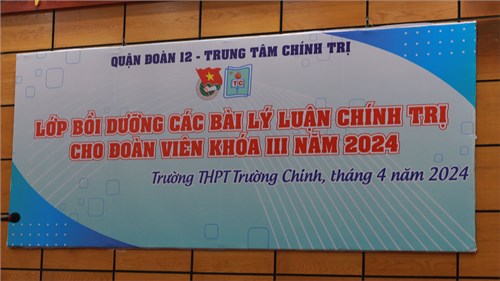 QUẬN ĐOÀN 12 - TRUNG TÂM CHÍNH TRỊ
LỚP BỒI DƯỠNG CÁC BÀI LÝ LUẬN CHÍNH TRỊ
CHO ĐOÀN VIÊN KHÓA III NĂM 2024
Trường THPT Trường Chinh, tháng 4 năm 2024